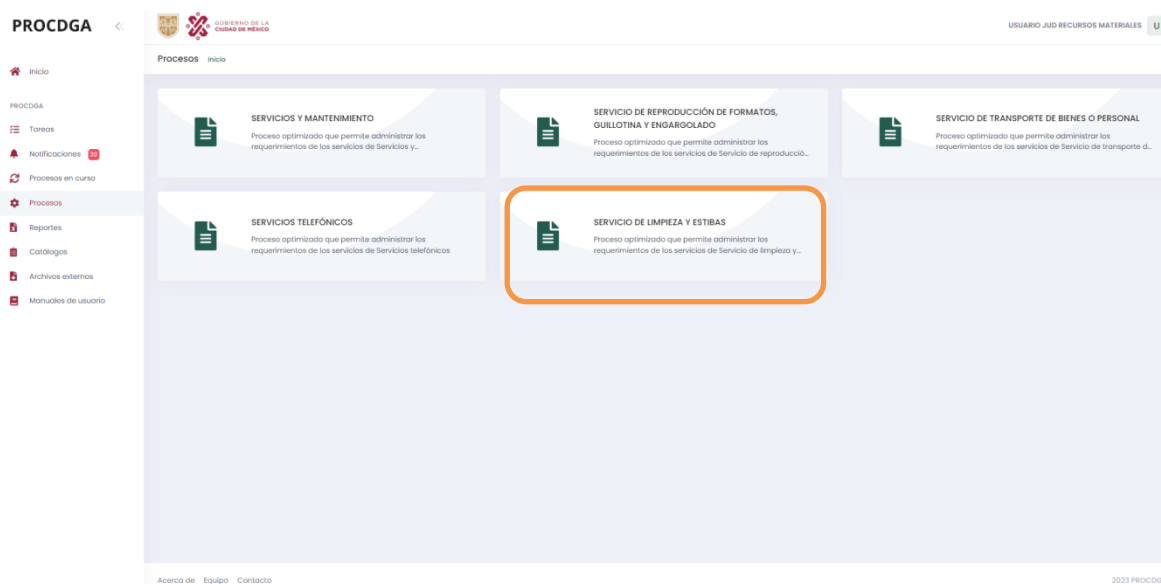 PROCDGA
GOBIERNO DE LA
CIUDAD DE MÉXICO
USUARIO JUD RECURSOS MATERIALES U
Procesos Inicio
Inicio
PROCDGA
Tareas
Notificaciones 30
Procesos en curso
Procesos
Reportes
Catálogos
Archivos externos
Manuales de usuario
SERVICIOS Y MANTENIMIENTO
Proceso optimizado que permite administrar los
requerimientos de los servicios de Servicios y...
SERVICIO DE REPRODUCCIÓN DE FORMATOS,
GUILLOTINA Y ENGARGOLADO
Proceso optimizado que permite administrar los
requerimientos de los servicios de Servicio de reproducció...
SERVICIO DE TRANSPORTE DE BIENES O PERSONAL
Proceso optimizado que permite administrar los
requerimientos de los servicios de Servicio de transporte d...
SERVICIOS TELEFÓNICOS
Proceso optimizado que permite administrar los
requerimientos de los servicios de Servicios telefónicos
SERVICIO DE LIMPIEZA Y ESTIBAS
Proceso optimizado que permite administrar los
requerimientos de los servicios de Servicio de limpieza y...
Acerca de Equipo Contacto
2023 PROCDG